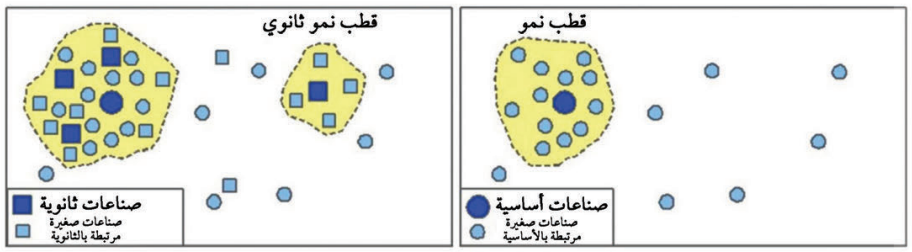 قطب نمو
صناعات أساسية
صناعات صغيرة
مرتبطة بالأساسية
قطب نمو ثانوي
صناعات ثانوية
صناعات صغيرة
مرتبطة بالثانوية